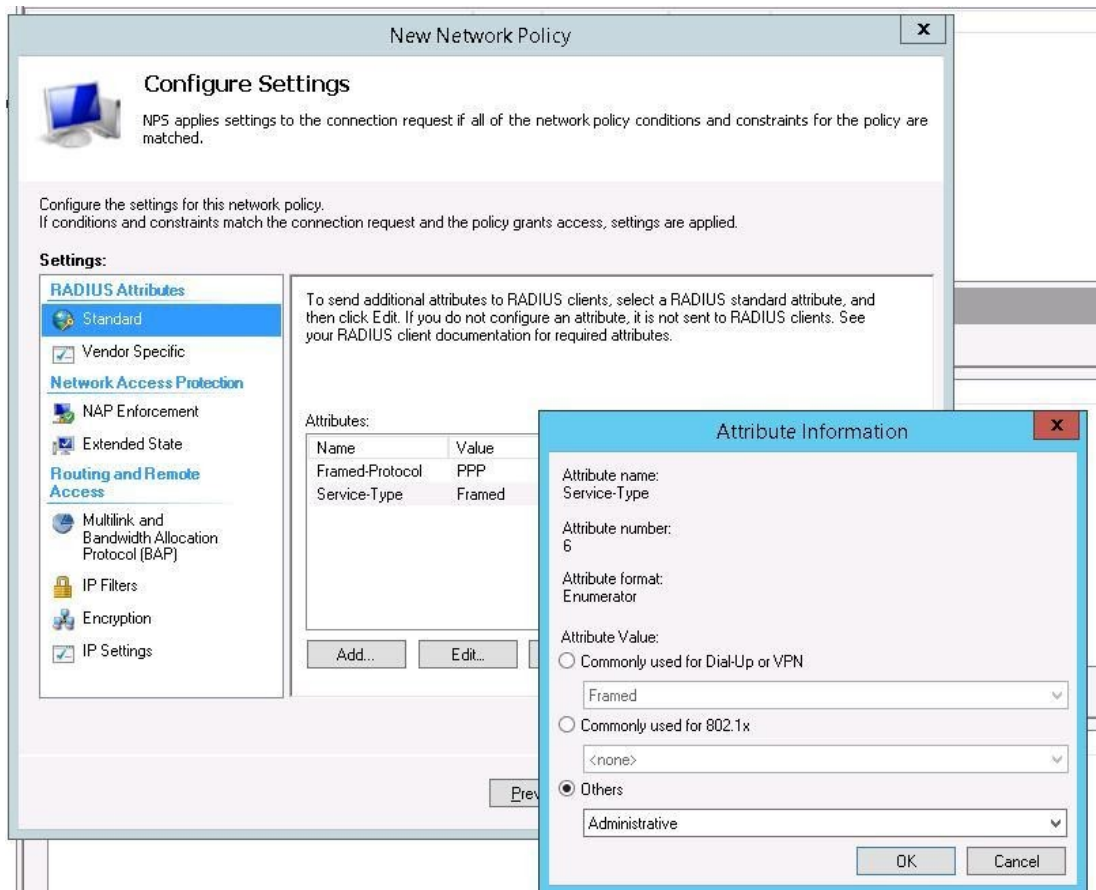 New Network Policy
x
Configure Settings
NPS applies settings to the connection request if all of the network policy conditions and constraints for the policy are
matched.
Configure the settings for this network policy.
If conditions and constraints match the connection request and the policy grants access, settings are applied.
Settings:
RADIUS Attributes
Standard
Vendor Specific
Network Access Protection
NAP Enforcement
Extended State
Routing and Remote
Access
Multilink and
Bandwidth Allocation
Protocol (BAP)
IP Filters
Encryption
IP Settings
To send additional attributes to RADIUS clients, select a RADIUS standard attribute, and
then click Edit. If you do not configure an attribute, it is not sent to RADIUS clients. See
your RADIUS client documentation for required attributes.
Attributes:
Name Value
Framed-Protocol PPP
Service-Type Framed
Add... Edit...
Prev
Attribute Information
x
Attribute name:
Service-Type
Attribute number:
6
Attribute format:
Enumerator
Attribute Value:
Commonly used for Dial-Up or VPN
Framed
Commonly used for 802.1x
<none>
Others
Administrative
OK Cancel